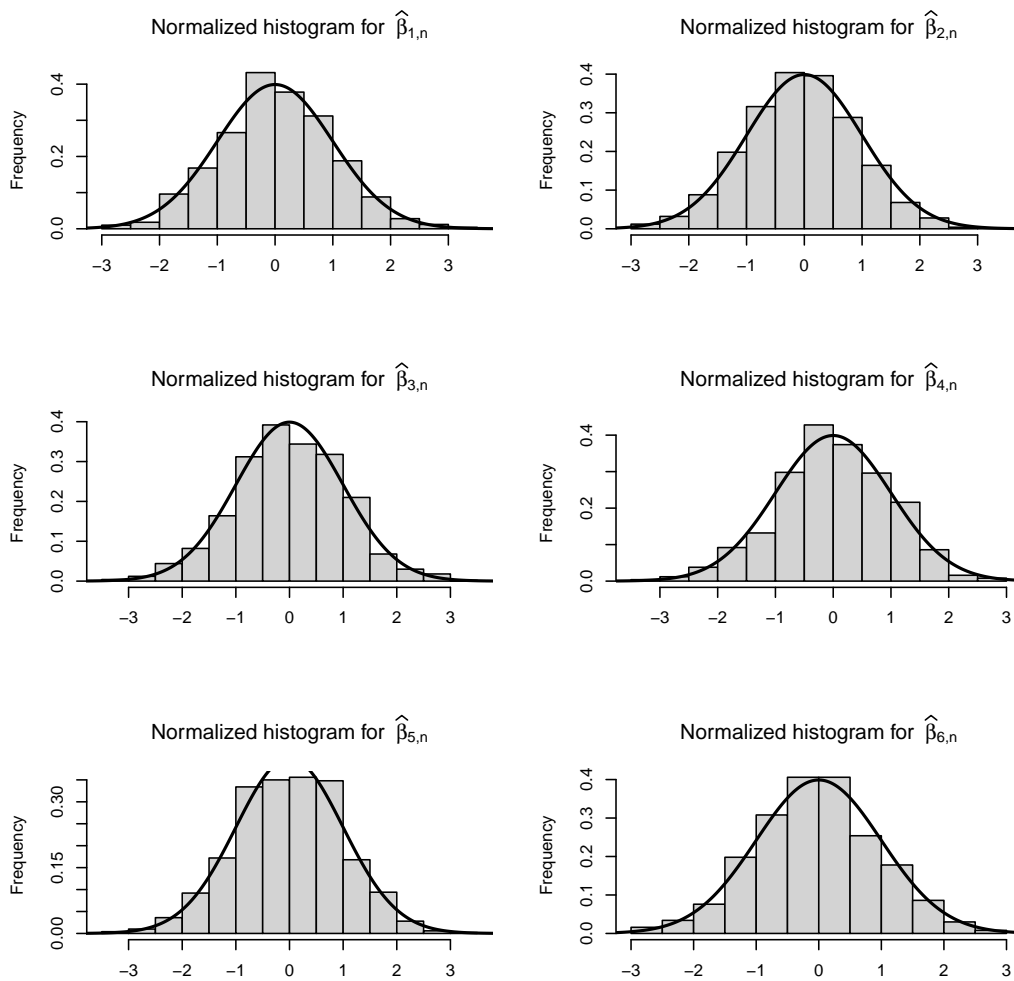 Normalized histogram for β̂1,n
Frequency
0.0 0.2 0.4
−3 −2 −1 0 1 2 3
Normalized histogram for β̂2,n
Frequency
0.0 0.1 0.2 0.3 0.4
−3 −2 −1 0 1 2 3
Normalized histogram for β̂3,n
Frequency
0.0 0.1 0.2 0.3 0.4
−3 −2 −1 0 1 2 3
Normalized histogram for β̂4,n
Frequency
0.0 0.2 0.4
−3 −2 −1 0 1 2 3
Normalized histogram for β̂5,n
Frequency
0.00 0.15 0.30
−3 −2 −1 0 1 2 3
Normalized histogram for β̂6,n
Frequency
0.0 0.1 0.2 0.3 0.4
−3 −2 −1 0 1 2 3